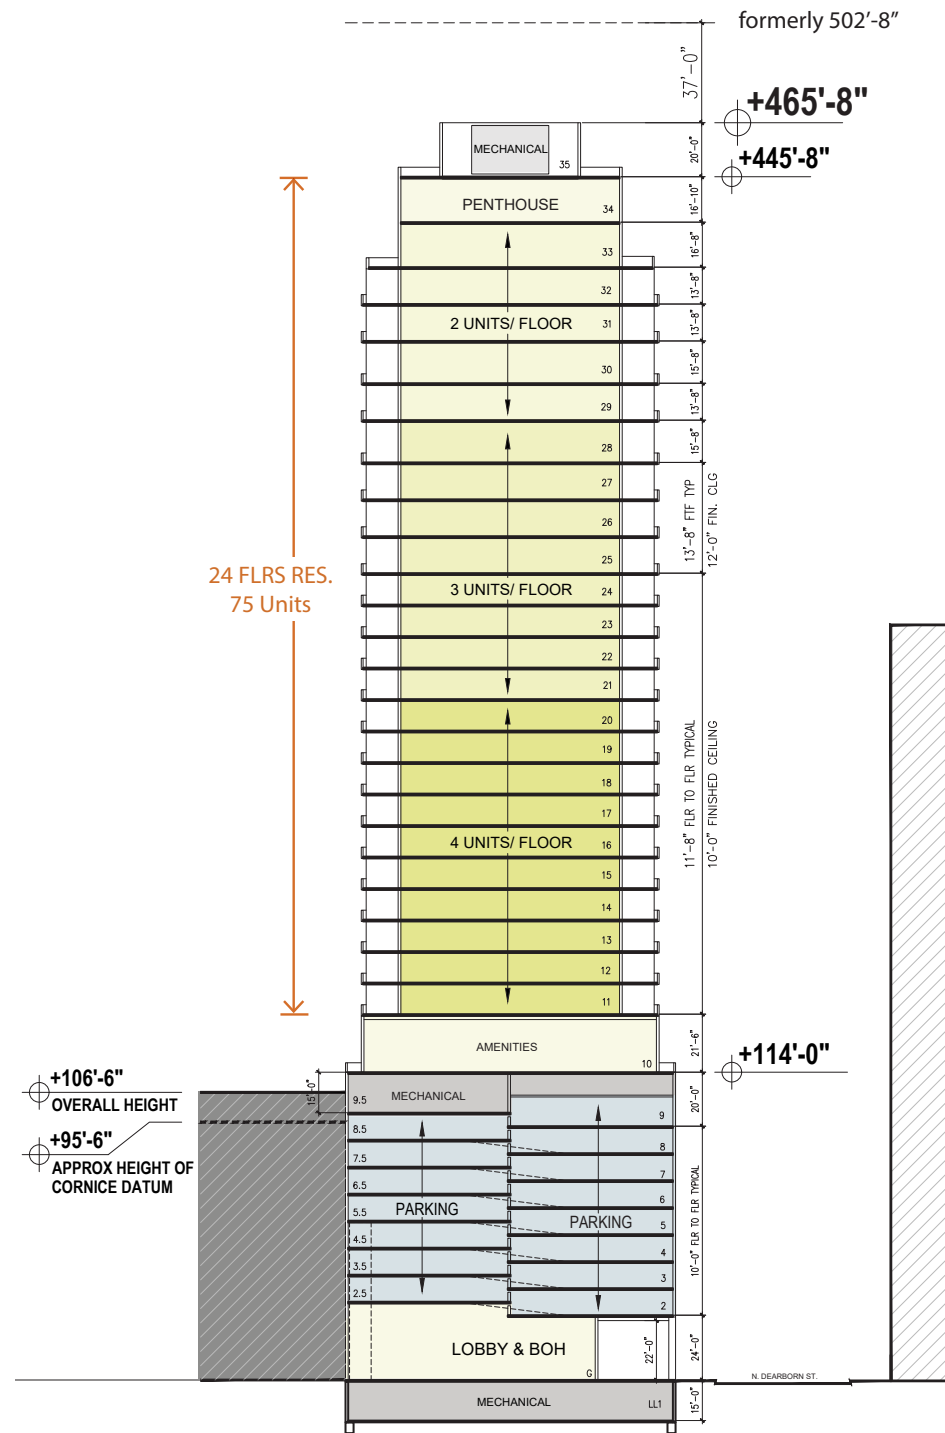 formerly 502'-8"
37'-0"
+465'-8"
MECHANICAL
35
20'-0"
+445'-8"
PENTHOUSE
34
16'-10"
33
16'-8"
32
13'-8"
2 UNITS/ FLOOR
31
13'-8"
30
15'-8"
29
13'-8"
28
15'-8"
27
26
25
13'-8" FTF TYP
12'-0" FIN. CLG
24 FLRS RES.
75 Units
3 UNITS/ FLOOR
24
23
22
21
20
19
18
17
11'-8" FLR TO FLR TYPICAL
10'-0" FINISHED CEILING
4 UNITS/ FLOOR
16
15
14
13
12
11
AMENITIES
10
21'-6"
+114'-0"
+106'-6"
OVERALL HEIGHT
15'-0"
9.5
MECHANICAL
20'-0"
9
+95'-6"
APPROX HEIGHT OF
CORNICE DATUM
8.5
8
7.5
7
6.5
6
5.5
PARKING
PARKING
5
4.5
4
3.5
3
2.5
2
10'-0" FLR TO FLR TYPICAL
LOBBY & BOH
G
22'-0"
24'-0"
N. DEARBORN ST.
MECHANICAL
LL1
15'-0"